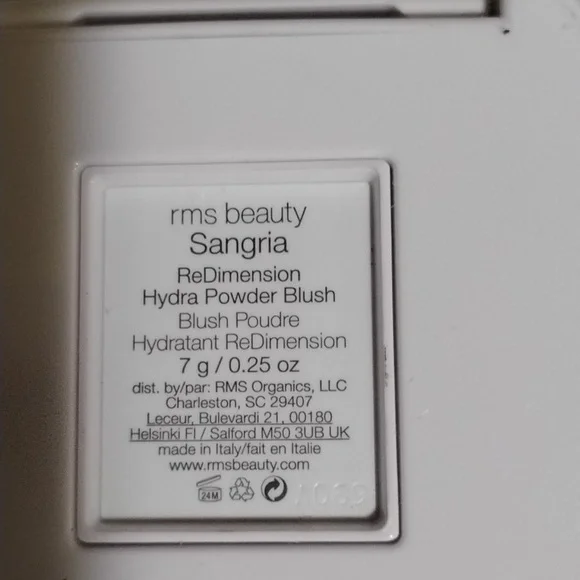 rms beauty
Sangria
ReDimension
Hydra Powder Blush
Blush Poudre
Hydratant ReDimension
7 g / 0.25 oz
dist. by/par: RMS Organics, LLC
Charleston, SC 29407
Leceur, Bulevardi 21, 00180
Helsinki FI / Salford M50 3UB UK
made in Italy/fait en Italie
www.rmsbeauty.com
24M